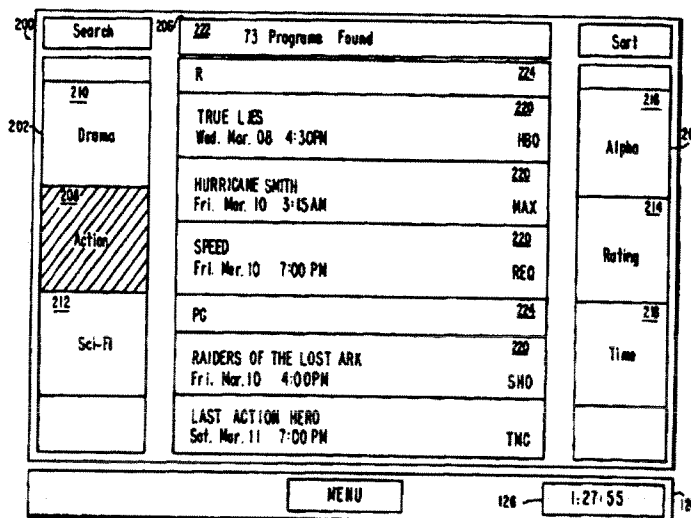 200
Search
206
222 73 Programs Found
Sort
R 224
210
202
Drama
TRUE LIES 220
Wed. Mar. 08 4:30PM HBO
216
Alpha
208
Action
HURRICANE SMITH 220
Fri. Mar. 10 3:15AM MAX
214
Rating
SPEED 220
Fri. Mar. 10 7:00 PM REQ
212
Sci-Fi
PG 224
218
Time
RAIDERS OF THE LOST ARK 220
Fri. Mar. 10 4:00PM SHO
LAST ACTION HERO
Sat. Mar. 11 7:00 PM TMC
MENU
126
1:27:55